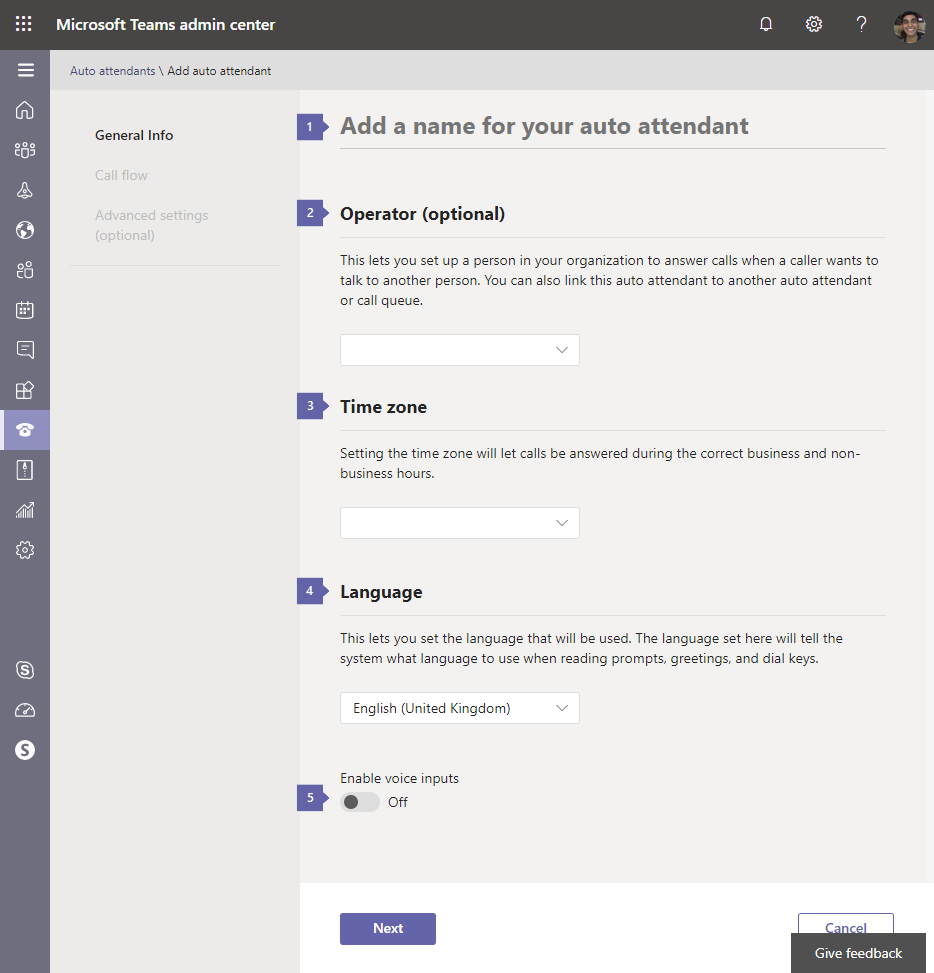 Microsoft Teams admin center
?
Auto attendants \ Add auto attendant
General Info
Call flow
Advanced settings
(optional)
1
Add a name for your auto attendant
2
Operator (optional)
This lets you set up a person in your organization to answer calls when a caller wants to
talk to another person. You can also link this auto attendant to another auto attendant
or call queue.
3
Time zone
Setting the time zone will let calls be answered during the correct business and non-
business hours.
4
Language
This lets you set the language that will be used. The language set here will tell the
system what language to use when reading prompts, greetings, and dial keys.
English (United Kingdom)
Enable voice inputs
5
Off
Next
Cancel
Give feedback